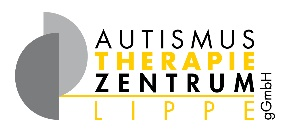 AUTISMUS
THERAPIE
ZENTRUM
LIPPE
gGmbH